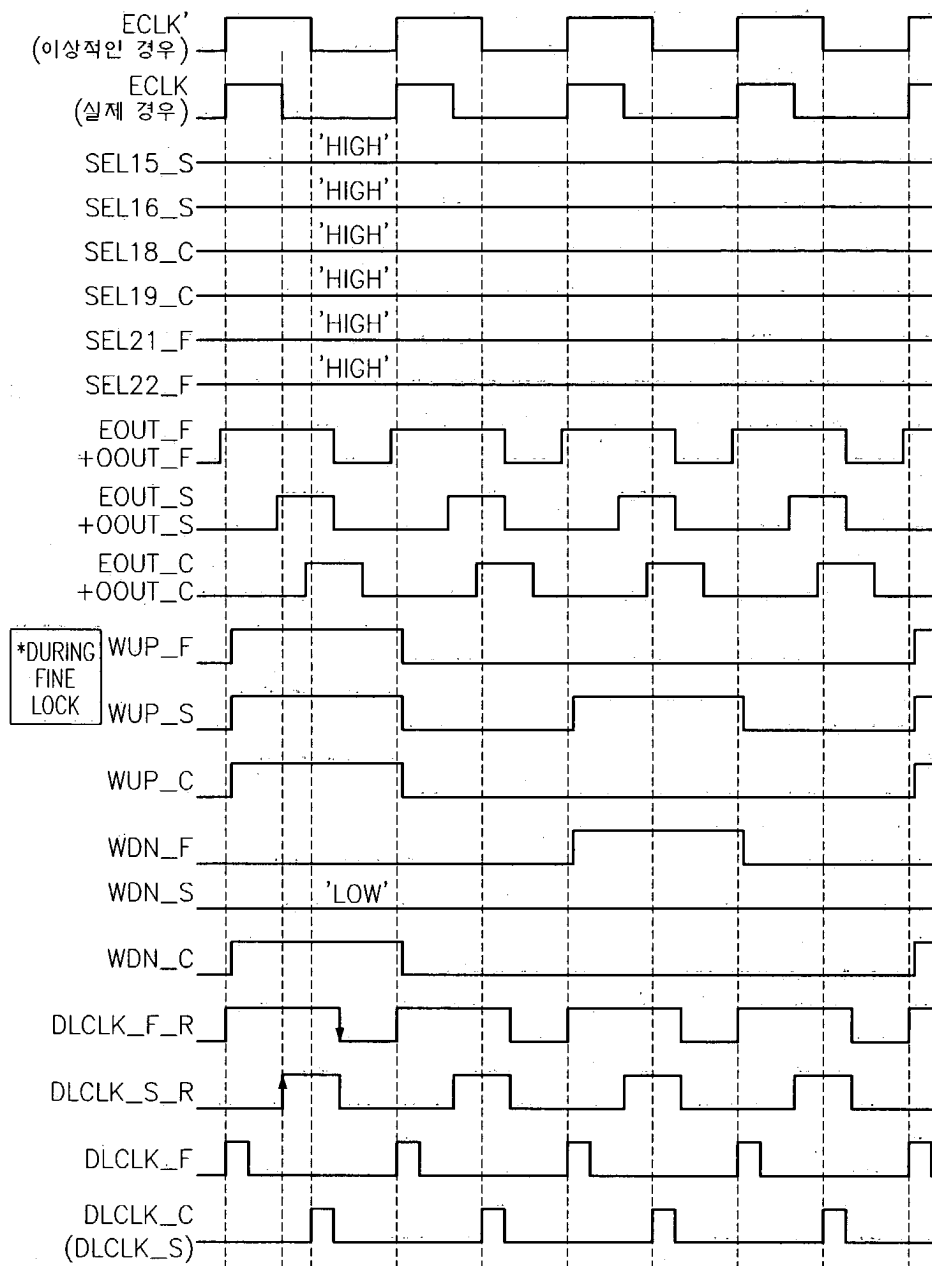 ECLK'
(이상적인 경우)
ECLK
(실제 경우)
SEL15_S
'HIGH'
SEL16_S
'HIGH'
SEL18_C
'HIGH'
SEL19_C
'HIGH'
SEL21_F
'HIGH'
SEL22_F
'HIGH'
EOUT_F
+OOUT_F
EOUT_S
+OOUT_S
EOUT_C
+OOUT_C
*DURING
FINE
LOCK
WUP_F
WUP_S
WUP_C
WDN_F
WDN_S
'LOW'
WDN_C
DLCLK_F_R
DLCLK_S_R
DLCLK_F
DLCLK_C
(DLCLK_S)